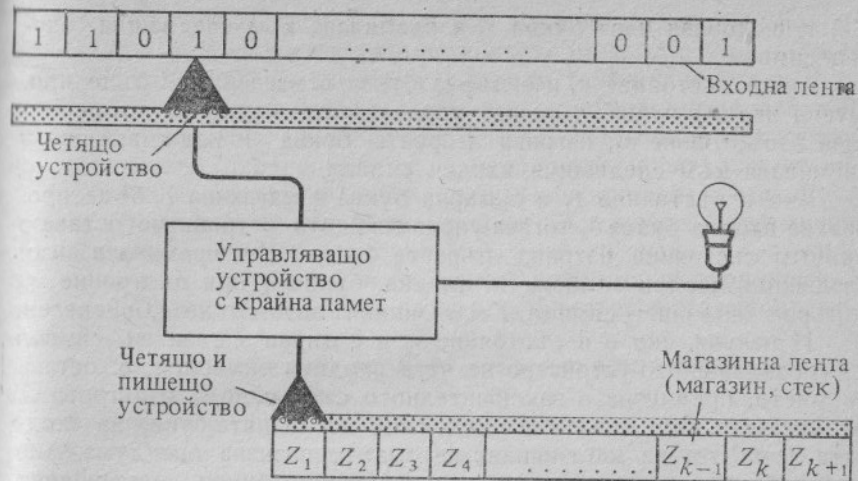 1 1 0 1 0 0 0 1
Входна лента
Четящо
устройство
Управляващо
устройство
с крайна памет
Четящо и
пишещо
устройство
Магазинна лента
(магазин, стек)
Z₁ Z₂ Z₃ Z₄ . . . . . . . . . . Zₖ₋₁ Zₖ Zₖ₊₁